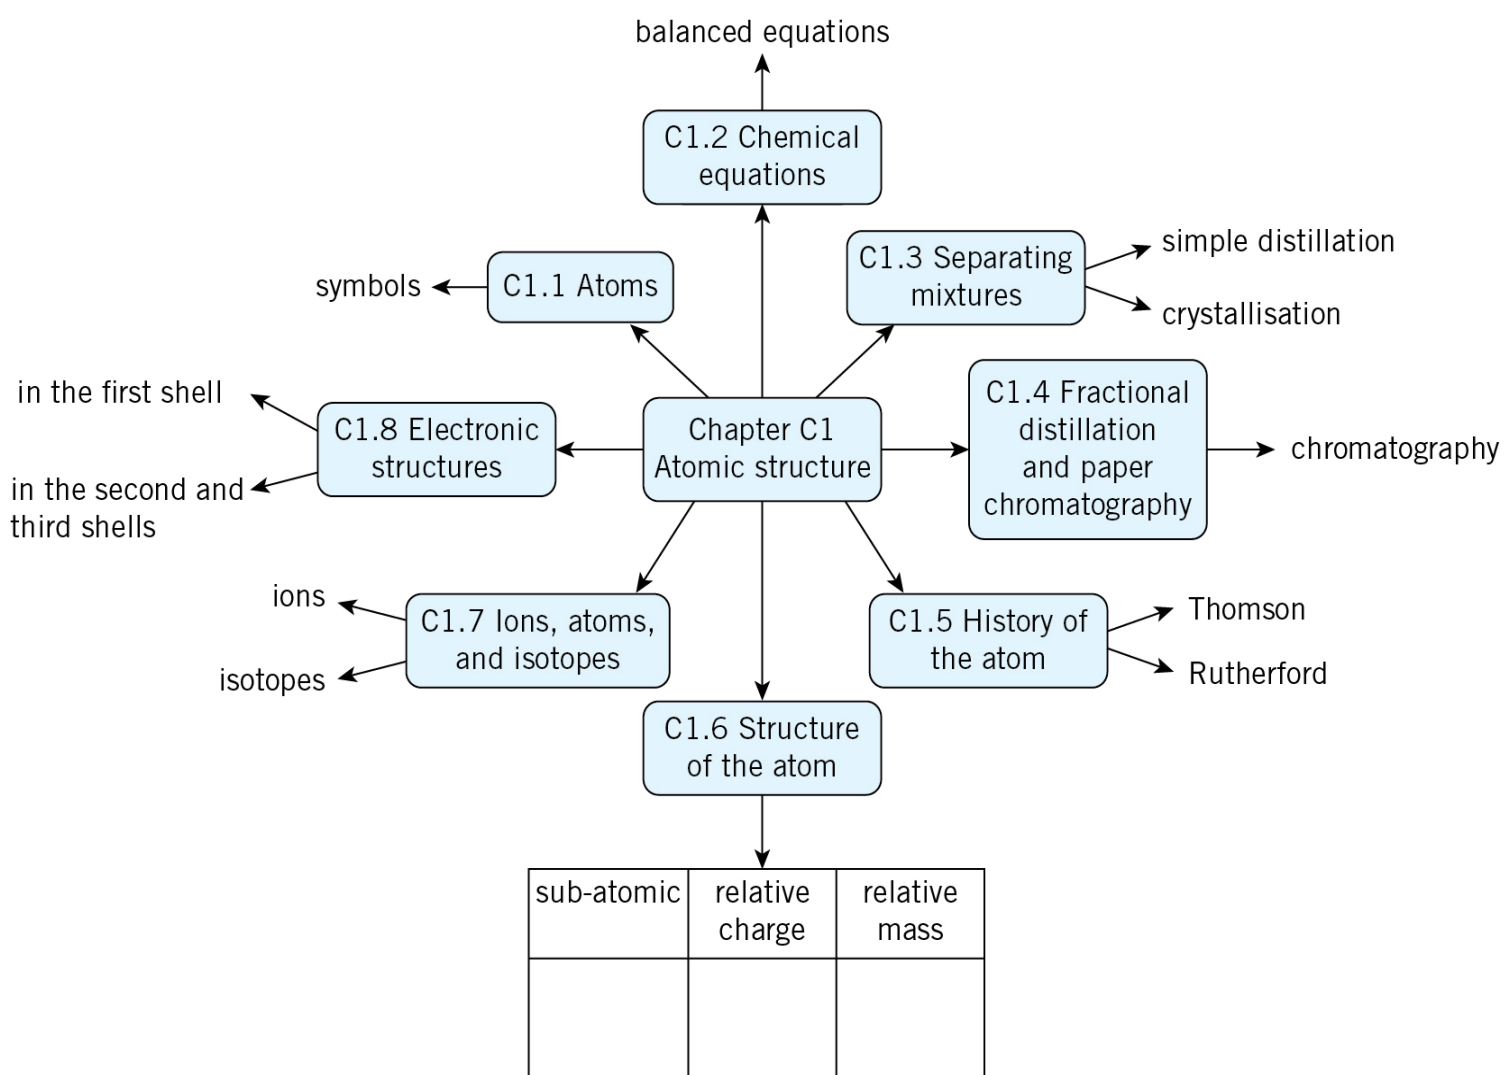 balanced equations
C1.2 Chemical
equations
simple distillation
C1.3 Separating
mixtures
crystallisation
symbols
C1.1 Atoms
in the first shell
C1.8 Electronic
structures
in the second and
third shells
Chapter C1
Atomic structure
C1.4 Fractional
distillation
and paper
chromatography
chromatography
ions
C1.7 Ions, atoms,
and isotopes
isotopes
C1.5 History of
the atom
Thomson
Rutherford
C1.6 Structure
of the atom
sub-atomic
relative
charge
relative
mass